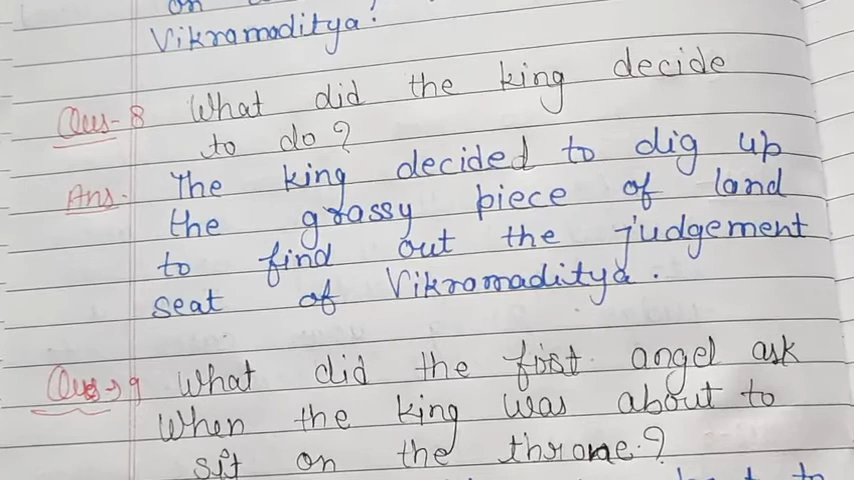 on
Vikramaditya?
Ques-8 What did the king decide
to do?
Ans. The king decided to dig up
the grassy piece of land
to find out the judgement
seat of Vikramaditya.
Ques-9 What did the first angel ask
when the king was about to
sit on the throne?